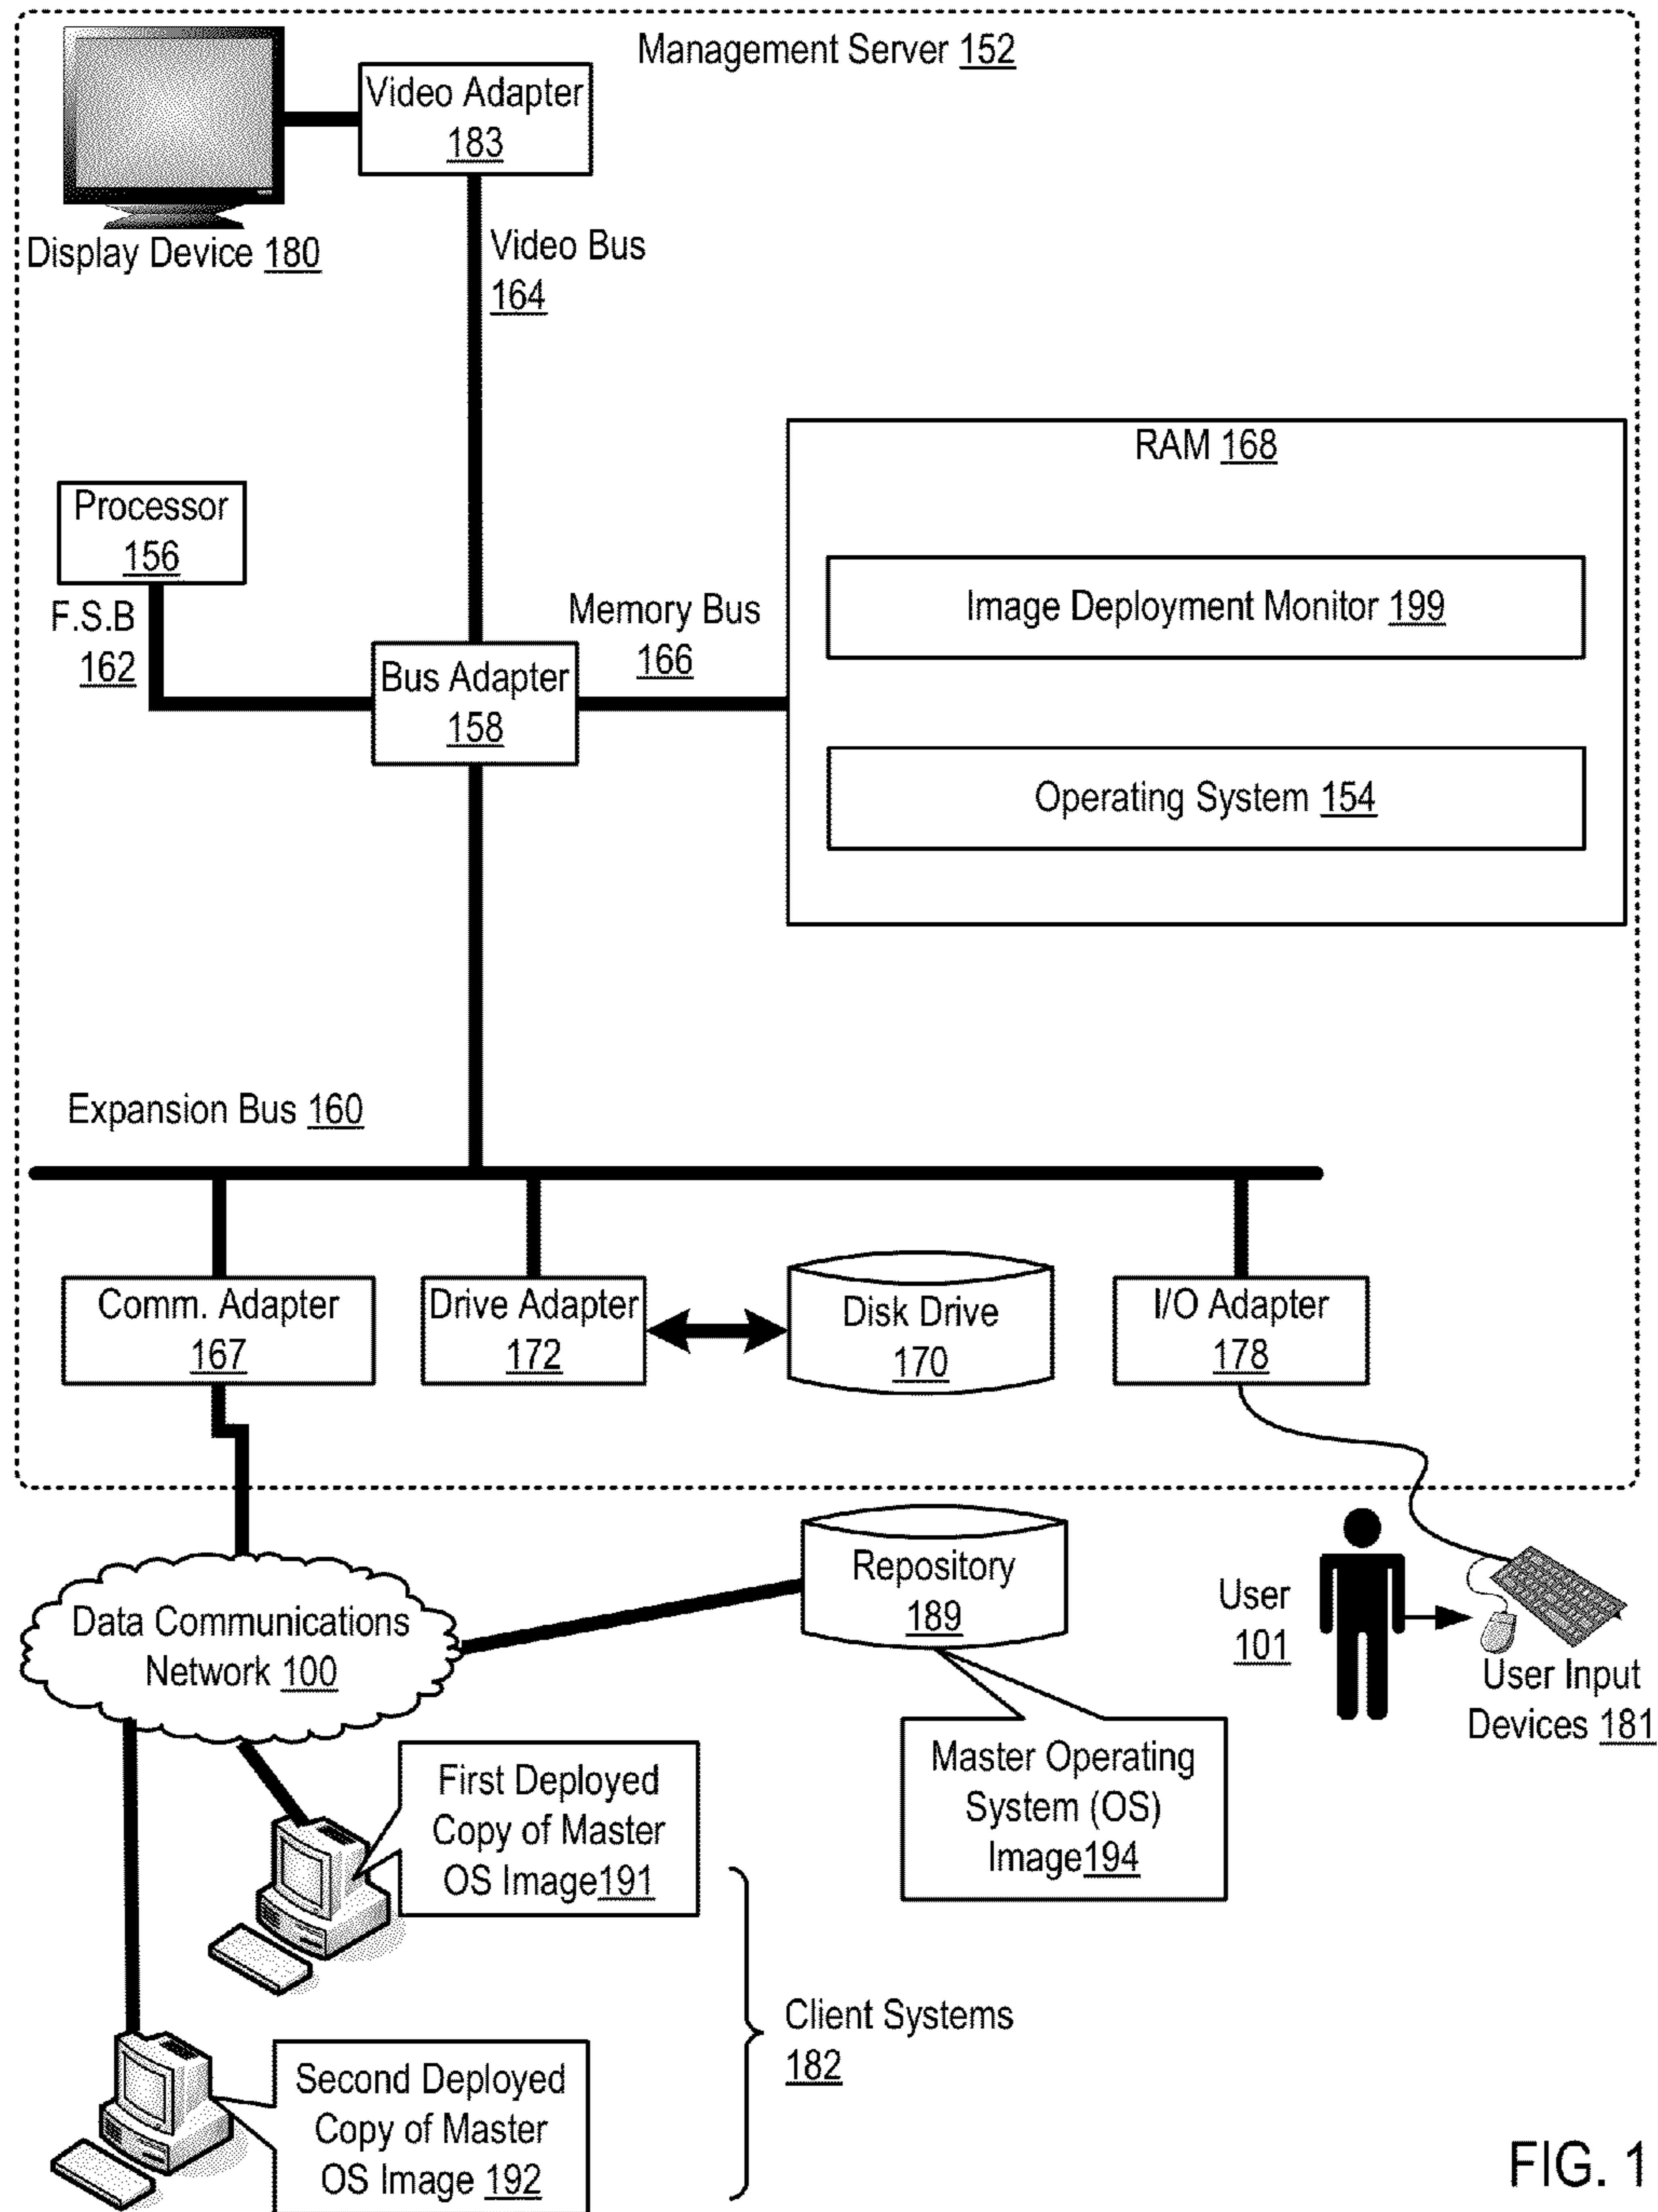 Management Server 152
Video Adapter
183
Display Device 180
Video Bus
164
RAM 168
Processor
156
F.S.B
162
Image Deployment Monitor 199
Memory Bus
166
Bus Adapter
158
Operating System 154
Expansion Bus 160
Comm. Adapter
167
Drive Adapter
172
Disk Drive
170
I/O Adapter
178
Data Communications
Network 100
Repository
189
User
101
User Input
Devices 181
Master Operating
System (OS)
Image194
First Deployed
Copy of Master
OS Image191
Client Systems
182
Second Deployed
Copy of Master
OS Image 192
FIG. 1